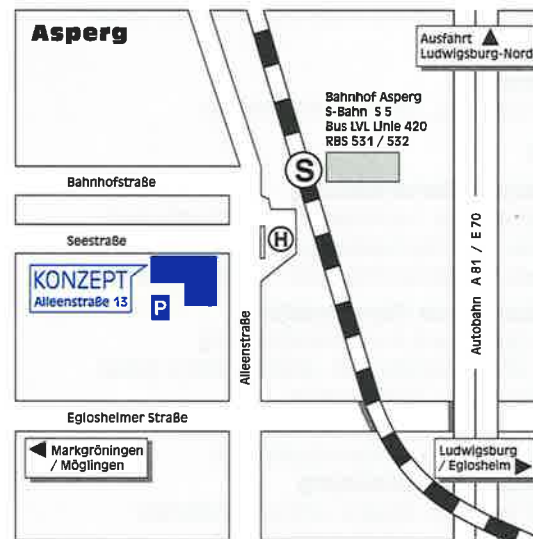 Asperg
Ausfahrt
Ludwigsburg-Nord
Bahnhof Asperg
S-Bahn S 5
Bus LVL Linie 420
RBS 531 / 532
S
Bahnhofstraße
Seestraße
H
KONZEPT
Alleenstraße 13
P
Alleenstraße
Autobahn A 81 / E 70
Eglosheimer Straße
Markgröningen
/ Möglingen
Ludwigsburg
/ Eglosheim